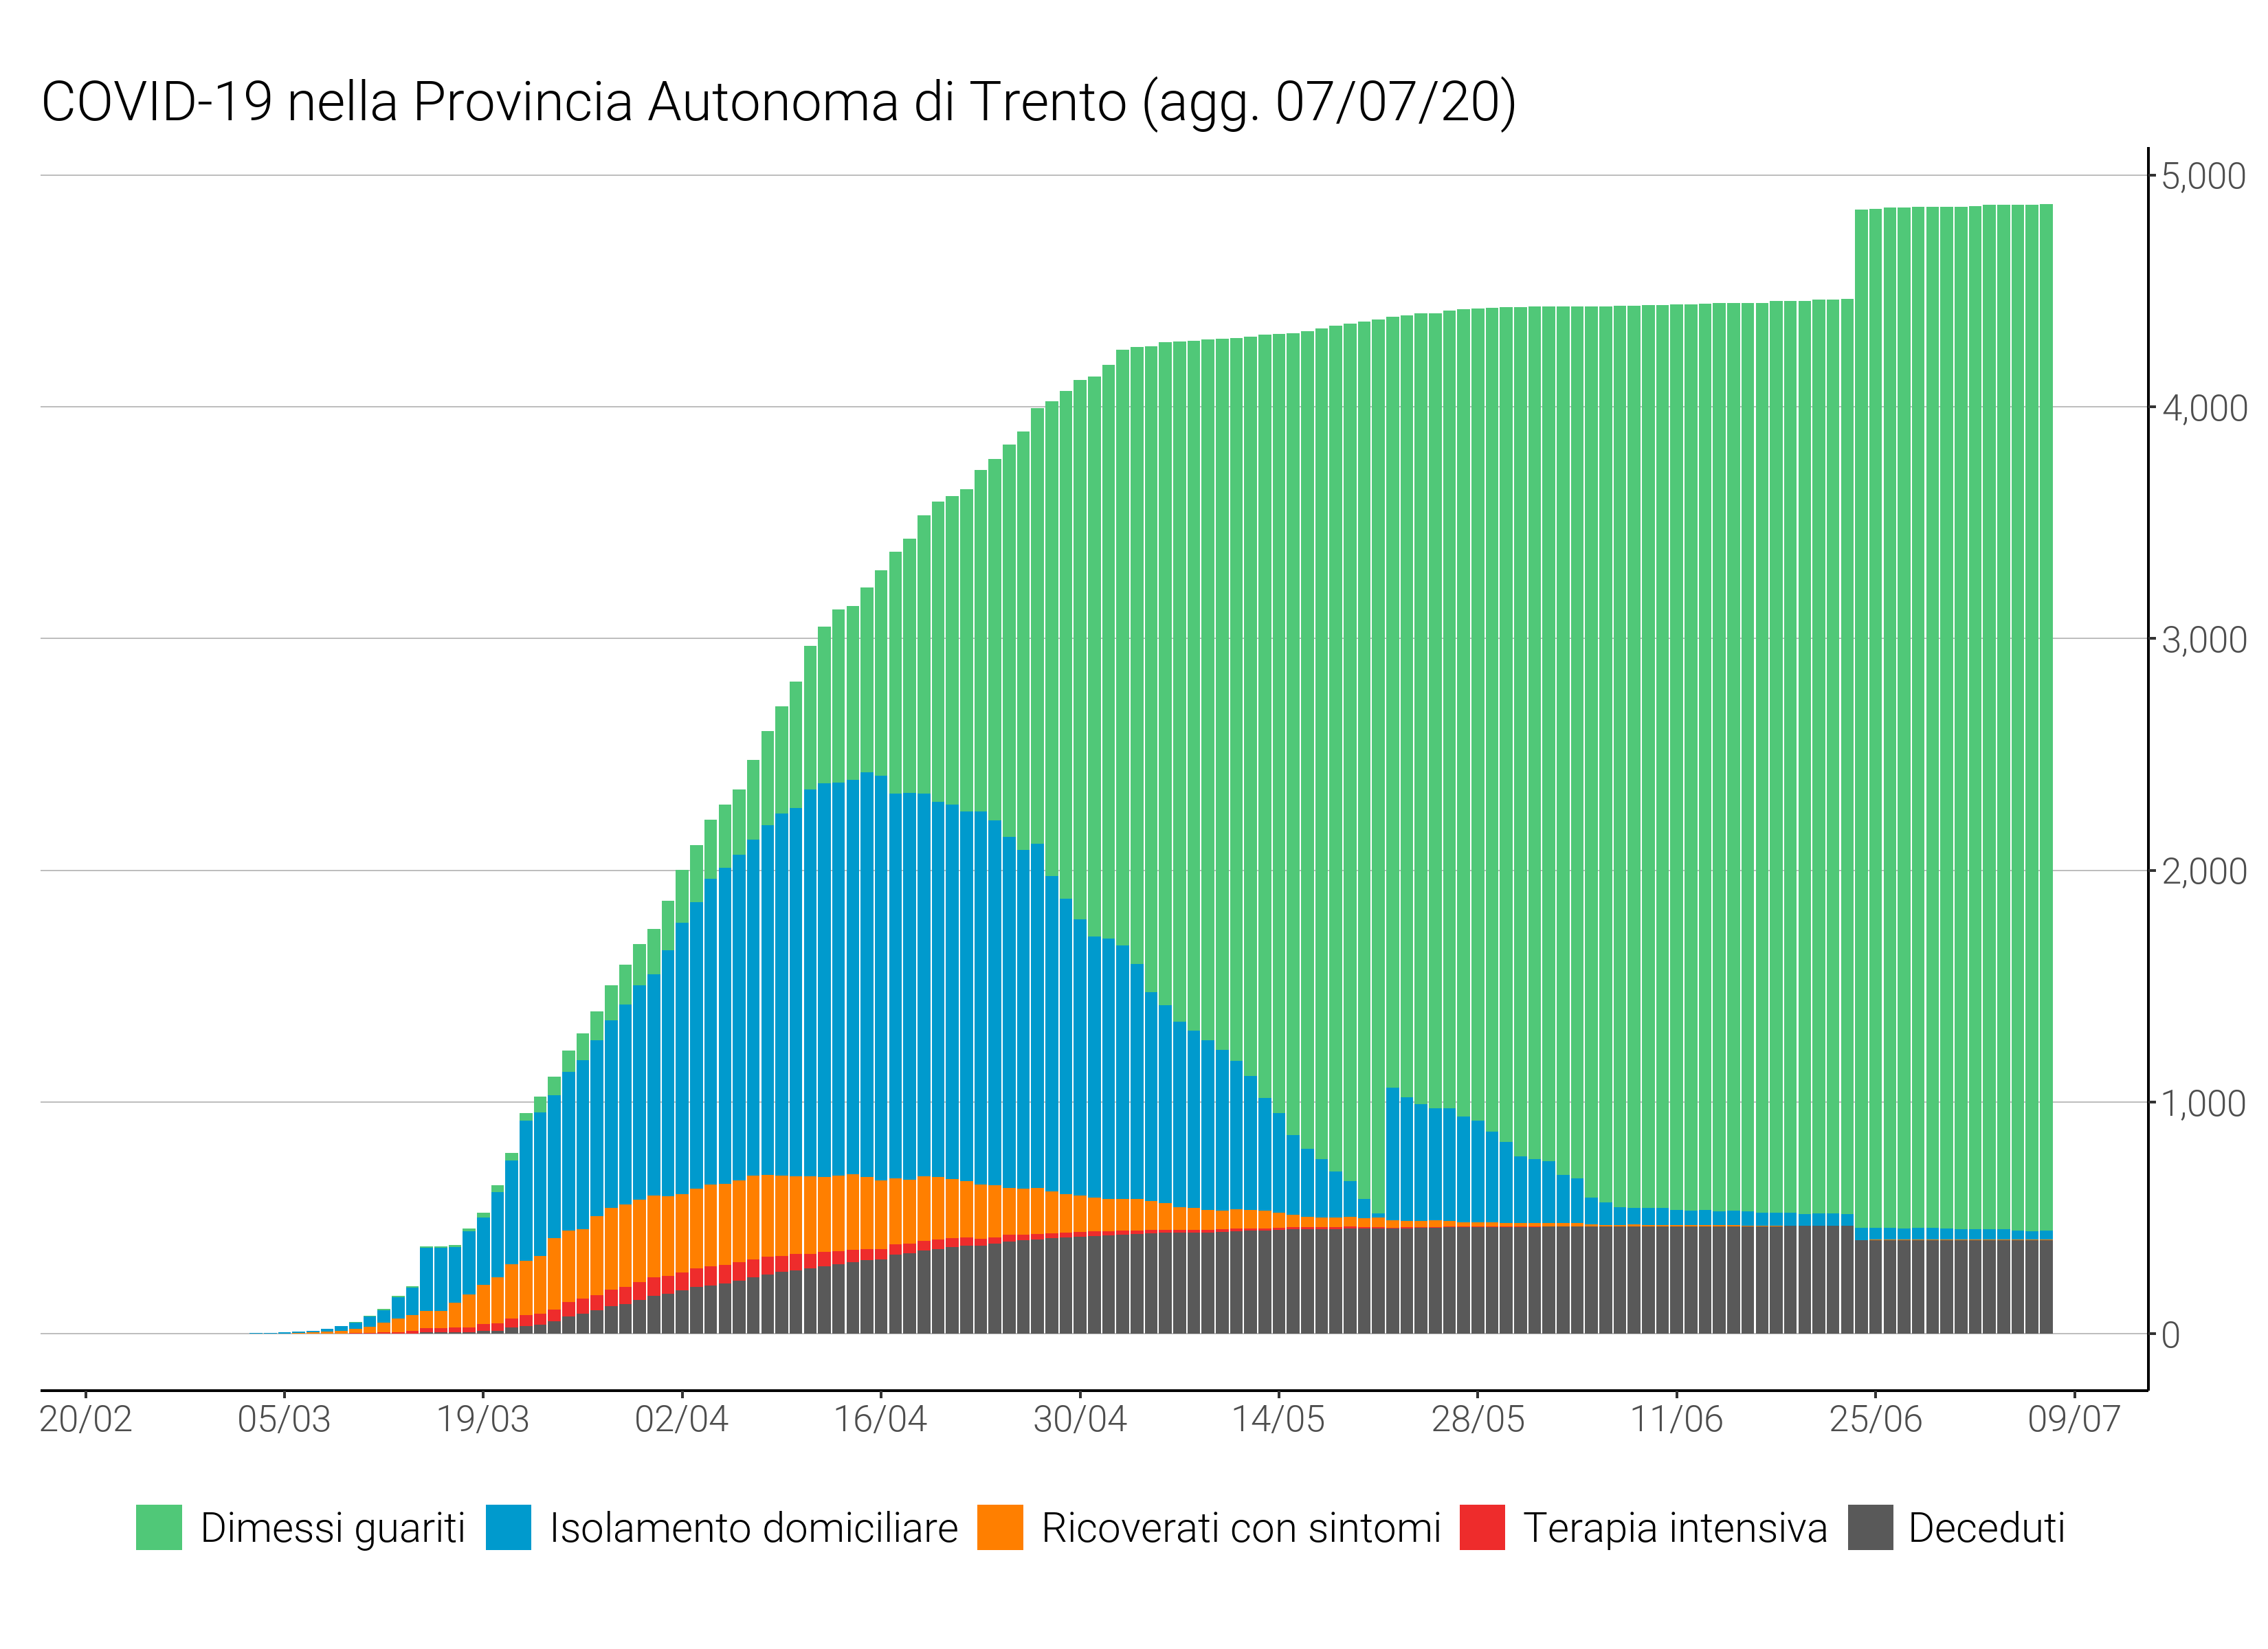 COVID-19 nella Provincia Autonoma di Trento (agg. 07/07/20)
5,000
4,000
3,000
2,000
1,000
0
20/02 05/03 19/03 02/04 16/04 30/04 14/05 28/05 11/06 25/06 09/07
Dimessi guariti Isolamento domiciliare Ricoverati con sintomi Terapia intensiva Deceduti